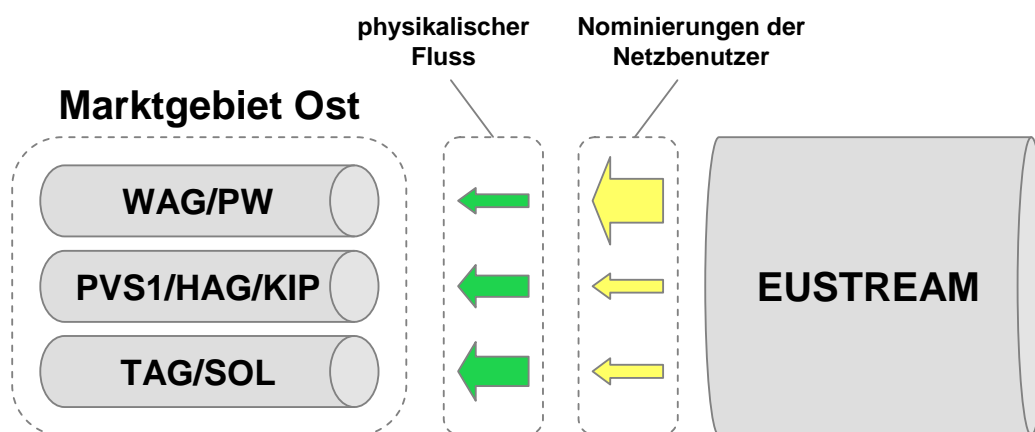 physikalischer
Fluss
Nominierungen der
Netzbenutzer
Marktgebiet Ost
WAG/PW
PVS1/HAG/KIP
TAG/SOL
EUSTREAM